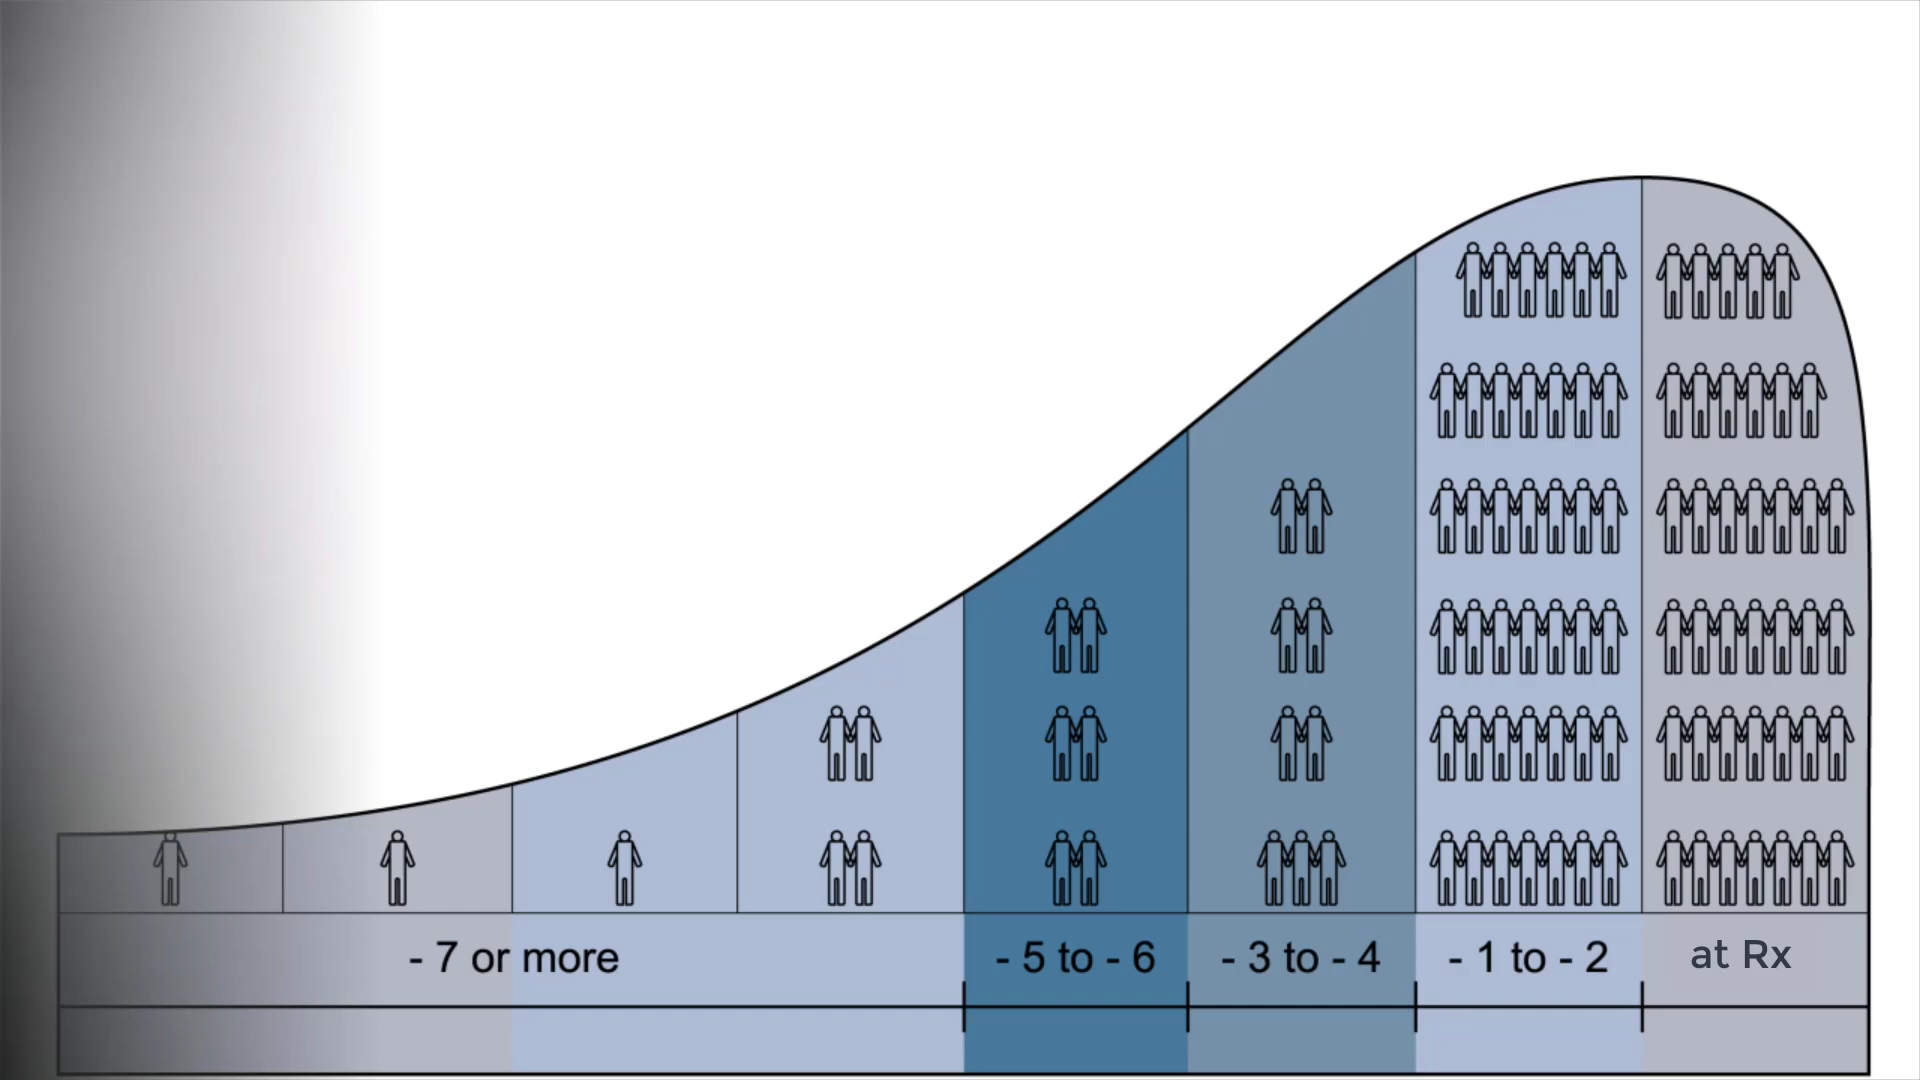 - 7 or more
- 5 to - 6
- 3 to - 4
- 1 to - 2
at Rx